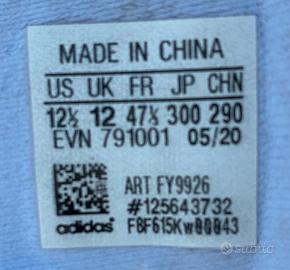 MADE IN CHINA
US UK FR JP CHN
12½ 12 47⅓ 300 290
EVN 791001 05/20
ART FY9926
#125643732
adidas F8F615Kw00043
subito